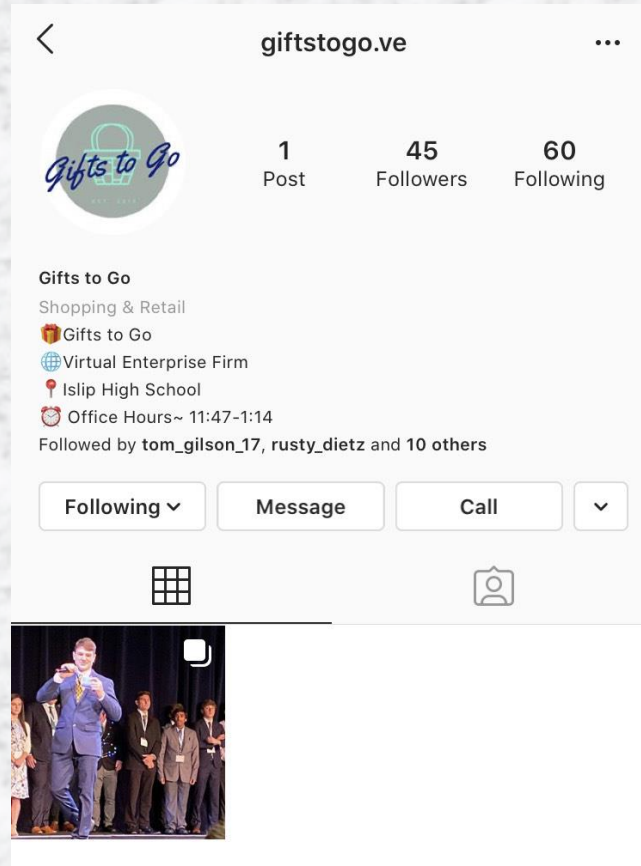 giftstogo.ve
Gifts to Go
1
45
60
Post
Followers
Following
Gifts to Go
Shopping & Retail
🎁Gifts to Go
🌐Virtual Enterprise Firm
📍Islip High School
⏰ Office Hours~ 11:47-1:14
Followed by tom_gilson_17, rusty_dietz and 10 others
Following
Message
Call